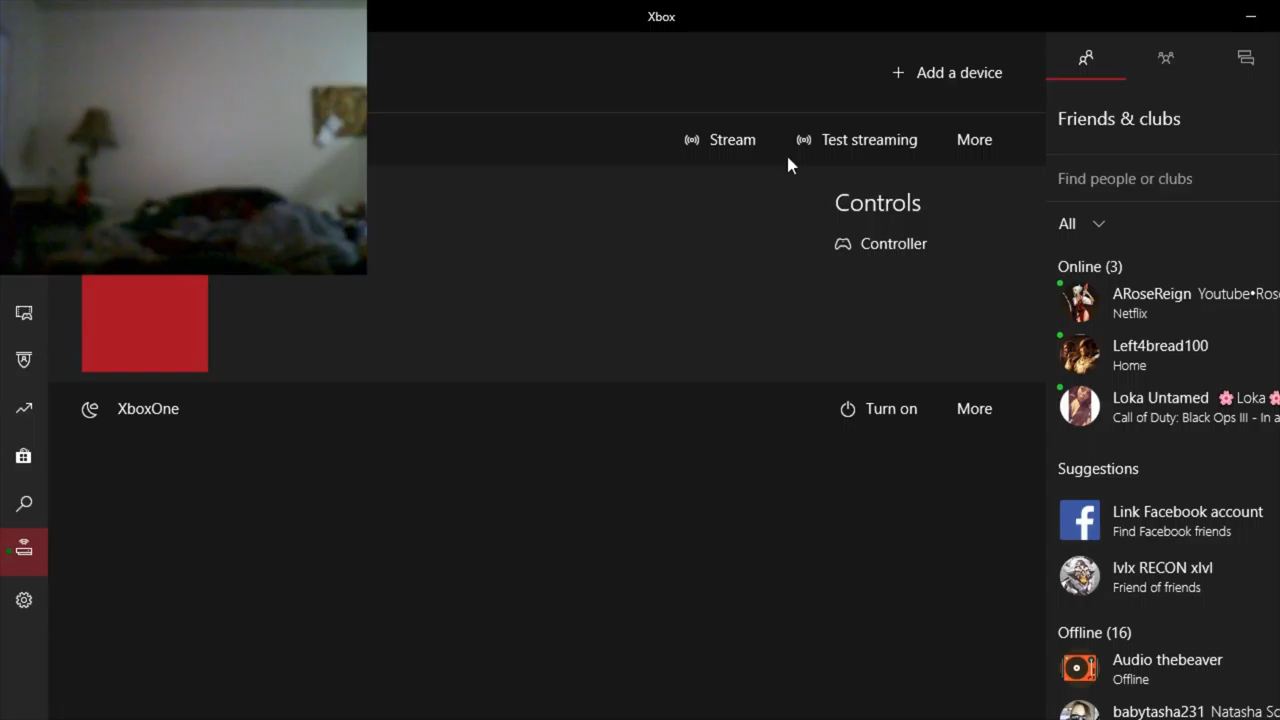 Xbox
Add a device
Stream
Test streaming
More
Controls
Controller
XboxOne
Turn on
More
Friends & clubs
Find people or clubs
All
Online (3)
ARoseReign Youtube•Rose
Netflix
Left4bread100
Home
Loka Untamed 🌸Loka🌸
Call of Duty: Black Ops III - In a
Suggestions
Link Facebook account
Find Facebook friends
lvlx RECON xlvl
Friend of friends
Offline (16)
Audio thebeaver
Offline
babytasha231 Natasha Sc